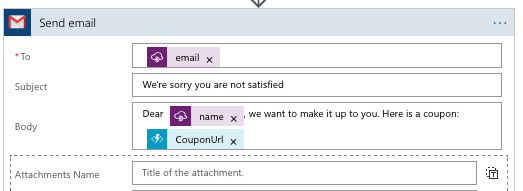 Send email
* To
email x
Subject
We're sorry you are not satisfied
Body
Dear name x , we want to make it up to you. Here is a coupon:
CouponUrl x
Attachments Name
Title of the attachment.